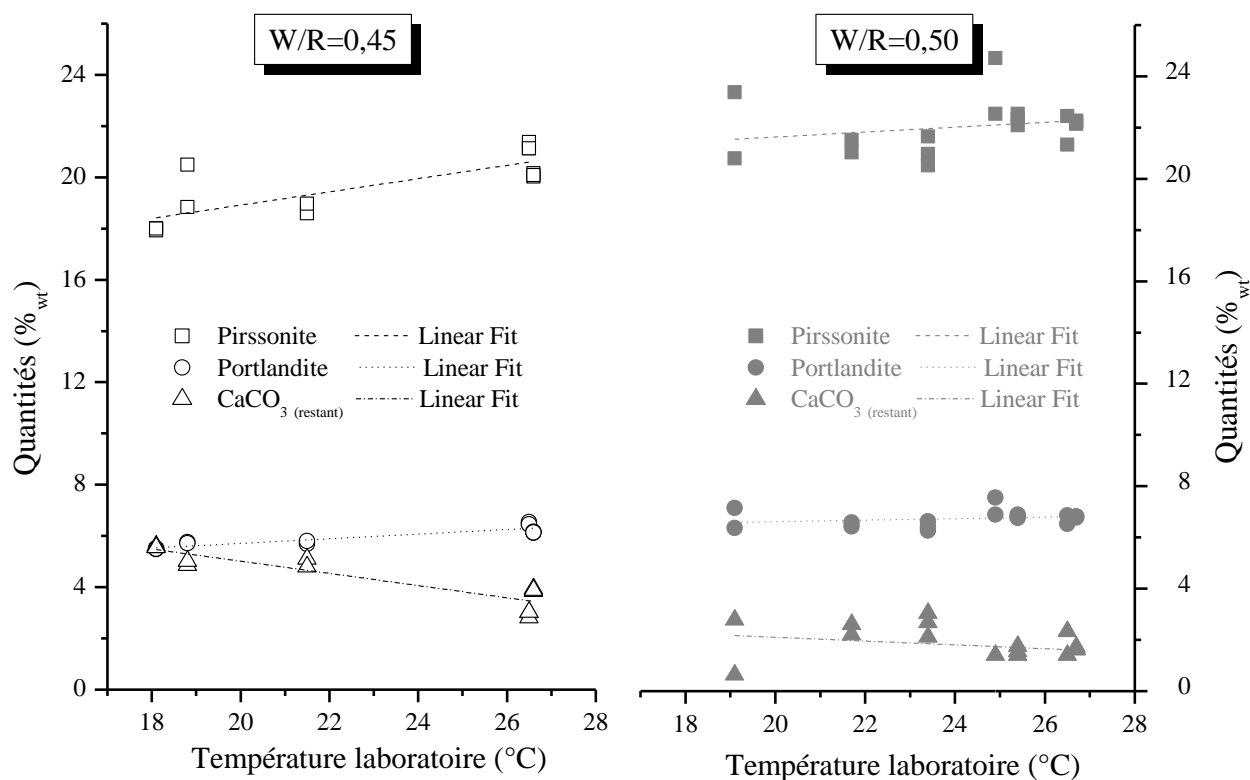 W/R=0,45
24
20
16
12
8
4
0
Quantités (%wt)
Pirssonite Linear Fit
Portlandite Linear Fit
CaCO3 (restant) Linear Fit
18 20 22 24 26 28
Température laboratoire (°C)
W/R=0,50
Pirssonite Linear Fit
Portlandite Linear Fit
CaCO3 (restant) Linear Fit
24
20
16
12
8
4
0
Quantités (%wt)
18 20 22 24 26 28
Température laboratoire (°C)